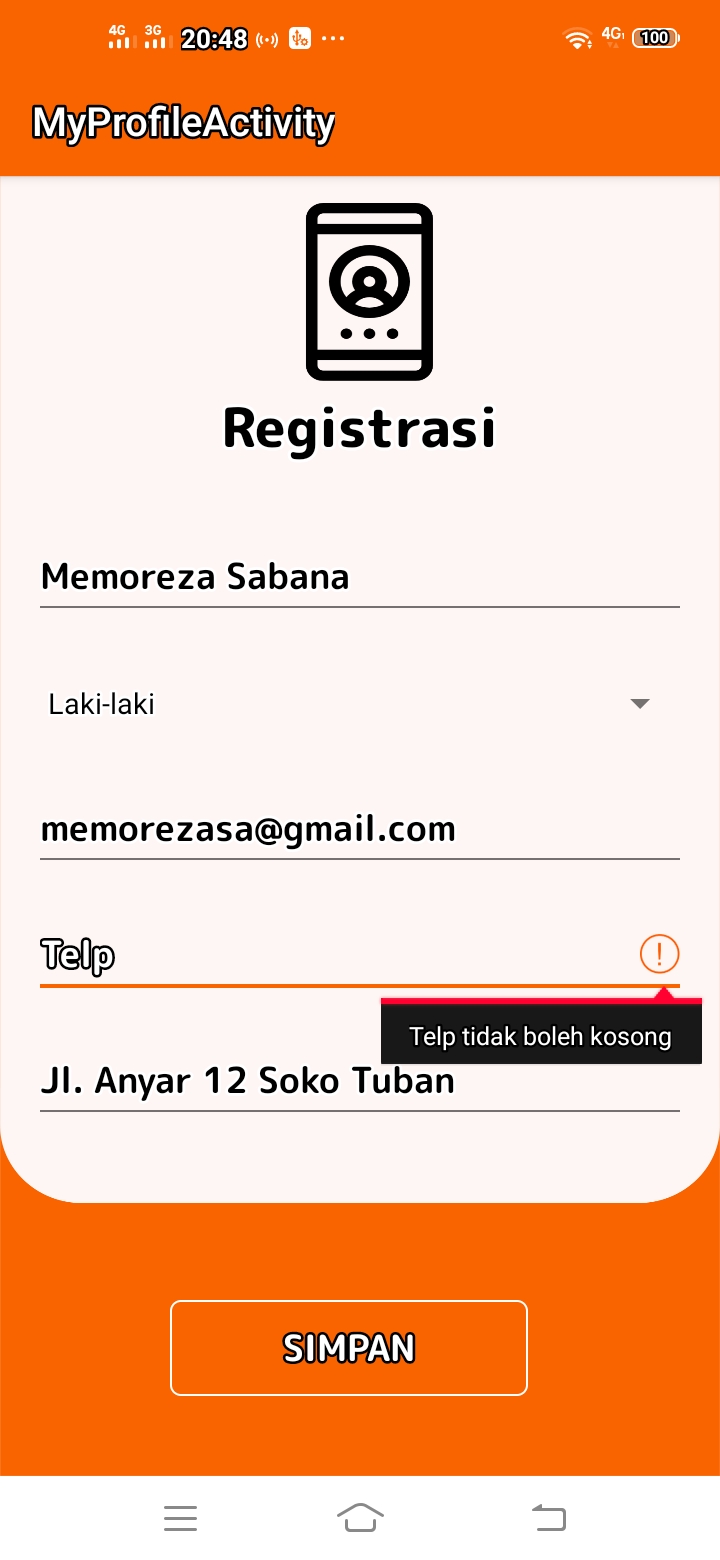 4G 3G 20:48 4G 100
MyProfileActivity
Registrasi
Memoreza Sabana
Laki-laki
memorezasa@gmail.com
Telp
Telp tidak boleh kosong
Jl. Anyar 12 Soko Tuban
SIMPAN